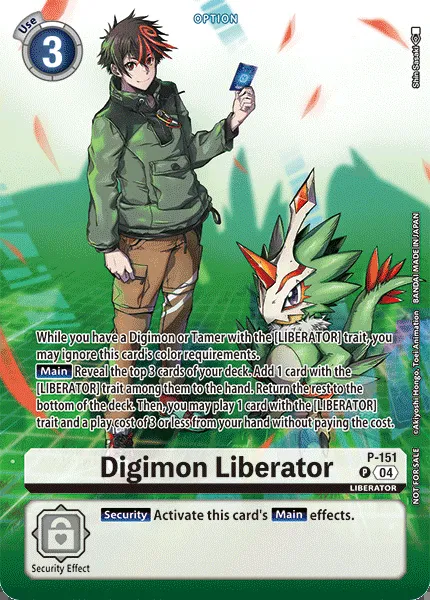 Use
3
OPTION
Shin Sasaki
While you have a Digimon or Tamer with the [LIBERATOR] trait, you
may ignore this card's color requirements.
Main Reveal the top 3 cards of your deck. Add 1 card with the
[LIBERATOR] trait among them to the hand. Return the rest to the
bottom of the deck. Then, you may play 1 card with the [LIBERATOR]
trait and a play cost of 3 or less from your hand without paying the cost.
Digimon Liberator
P-151
P 04
LIBERATOR
Security Activate this card's Main effects.
Security Effect
©Akiyoshi Hongo, Toei Animation BANDAI MADE IN JAPAN
NOT FOR SALE